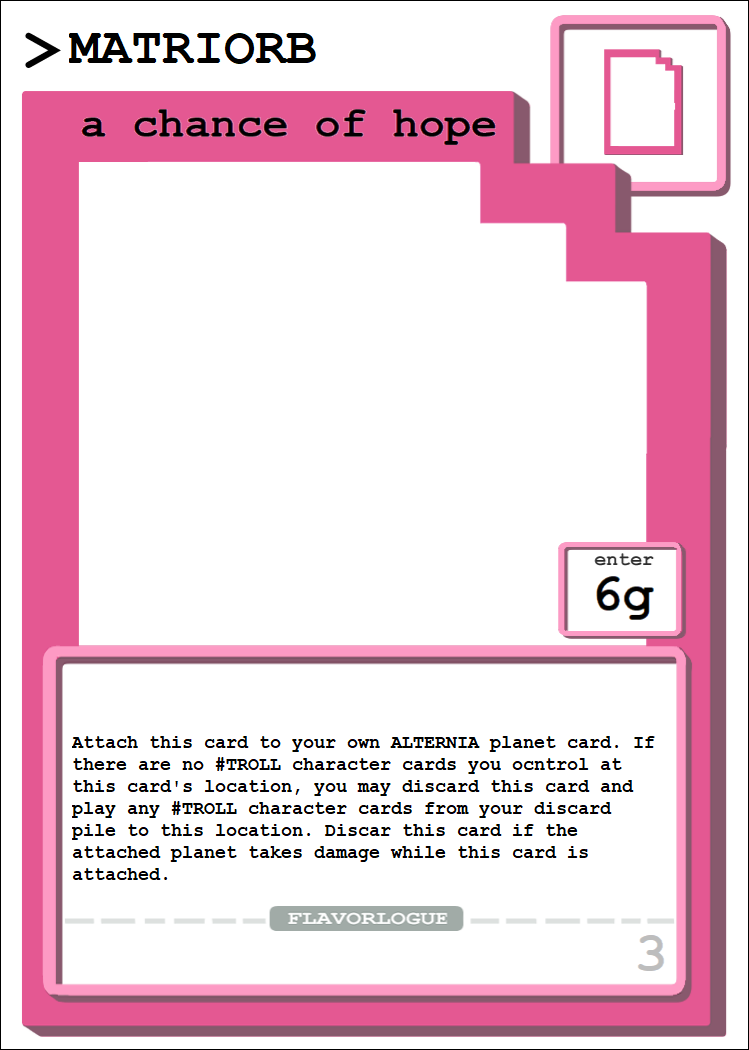 >MATRIORB
a chance of hope
enter
6g
Attach this card to your own ALTERNIA planet card. If
there are no #TROLL character cards you ocntrol at
this card's location, you may discard this card and
play any #TROLL character cards from your discard
pile to this location. Discar this card if the
attached planet takes damage while this card is
attached.
FLAVORLOGUE
3